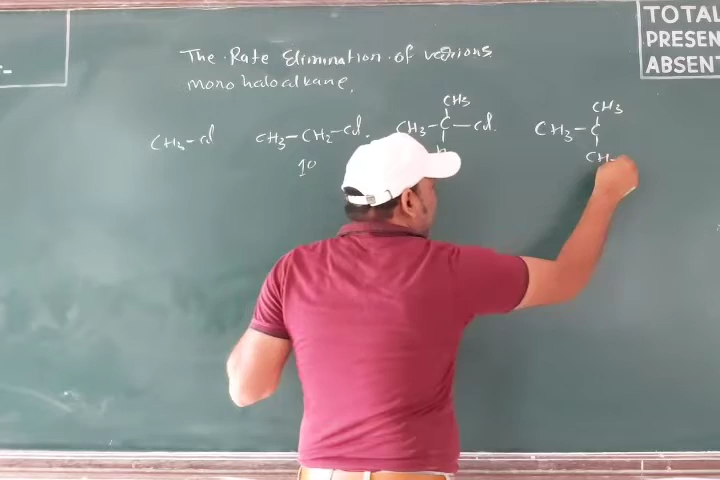 The Rate Elimination of various
mono haloalkane.
CH3-Cl CH3-CH2-Cl. CH3-C-Cl. CH3-C
CH3 CH3
CH
10
TOTAL
PRESEN
ABSENT